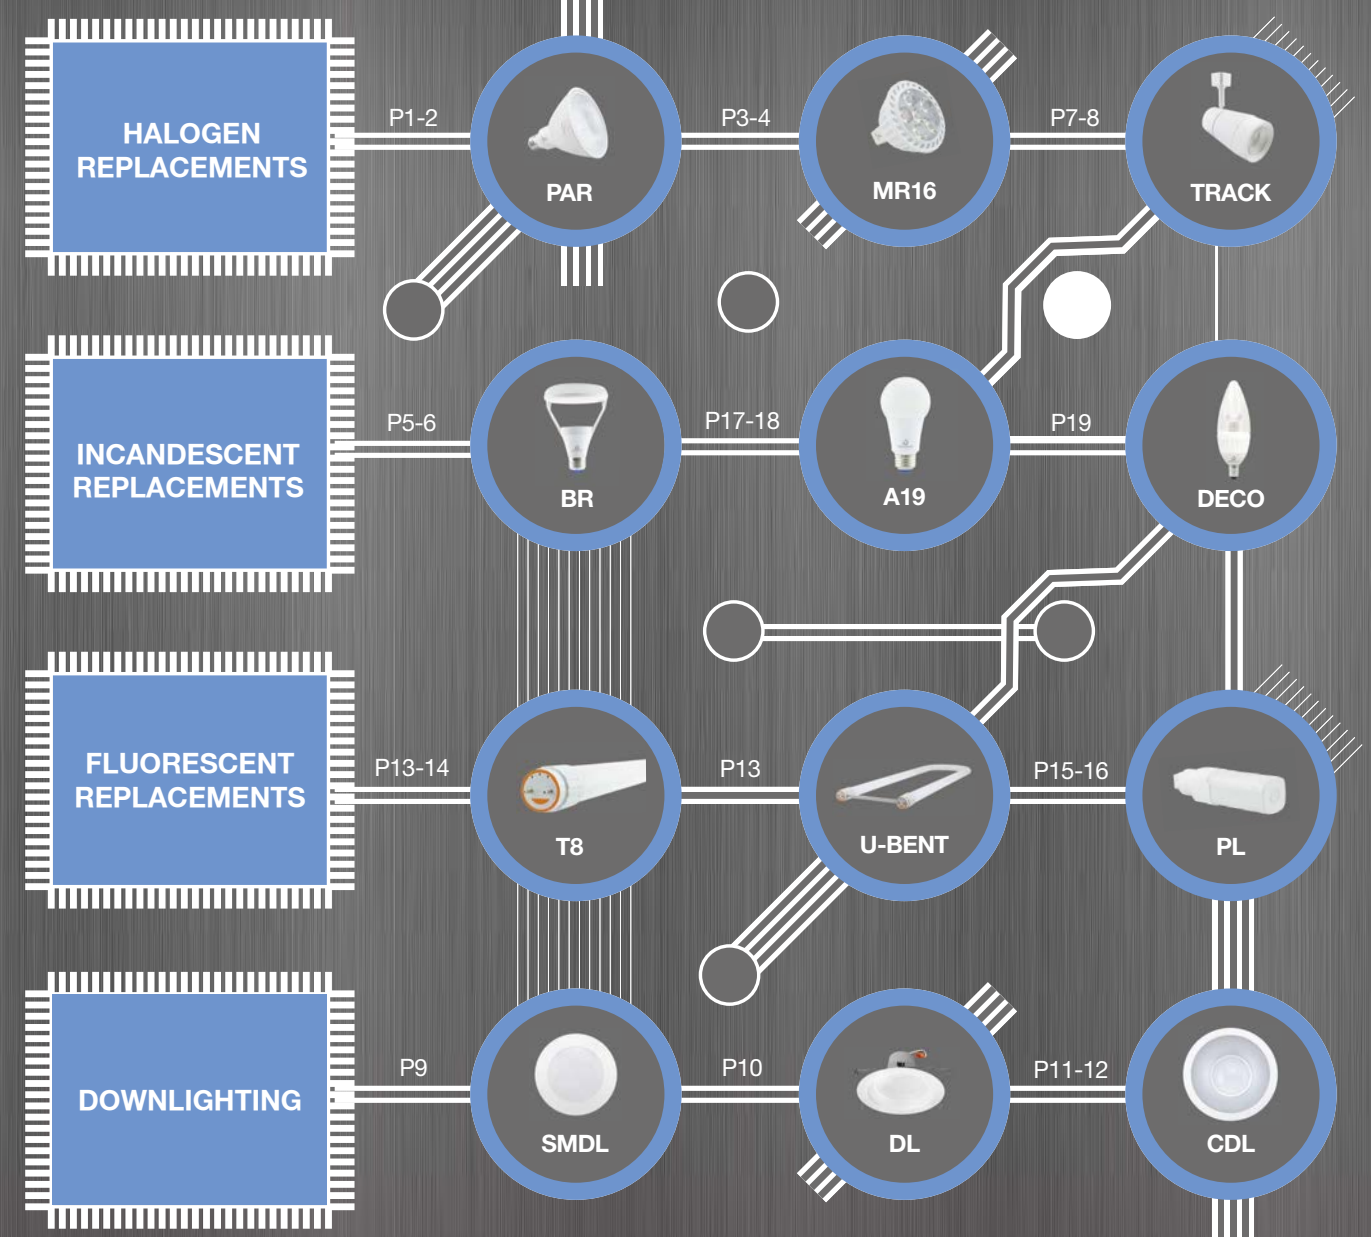 HALOGEN
REPLACEMENTS
P1-2
PAR
P3-4
MR16
P7-8
TRACK
INCANDESCENT
REPLACEMENTS
P5-6
BR
P17-18
A19
P19
DECO
FLUORESCENT
REPLACEMENTS
P13-14
T8
P13
U-BENT
P15-16
PL
DOWNLIGHTING
P9
SMDL
P10
DL
P11-12
CDL